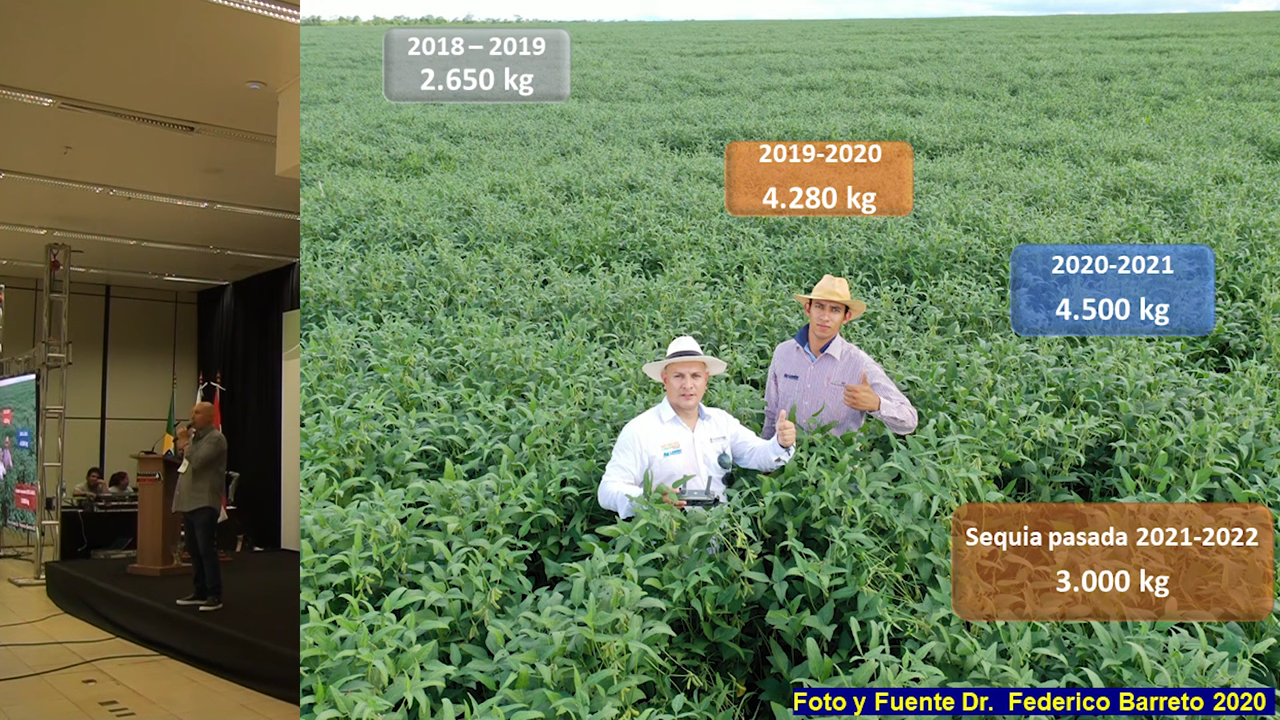 2018 – 2019
2.650 kg
2019-2020
4.280 kg
2020-2021
4.500 kg
Sequia pasada 2021-2022
3.000 kg
Foto y Fuente Dr. Federico Barreto 2020